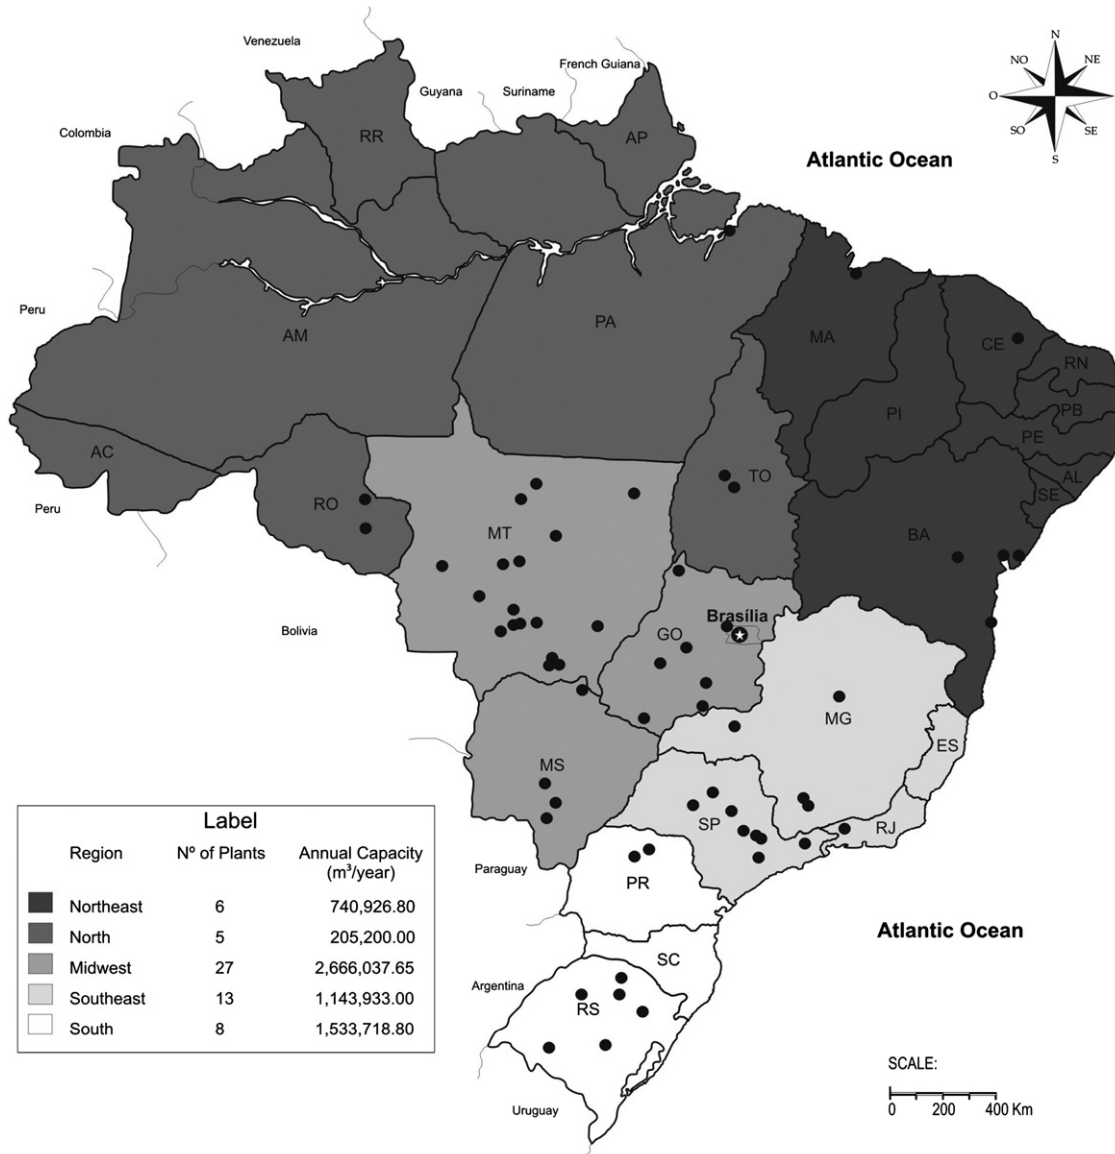 Venezuela
French Guiana
Guyana
Suriname
Colombia
N
NO
NE
O
SO
SE
S
RR
AP
Atlantic Ocean
Peru
AM
PA
MA
CE
RN
PI
PB
PE
AC
AL
TO
SE
Peru
RO
MT
BA
Brasília
Bolivia
GO
MG
ES
MS
SP
RJ
Label
Region Nº of Plants Annual Capacity
(m³/year)
Northeast 6 740,926.80
North 5 205,200.00
Midwest 27 2,666,037.65
Southeast 13 1,143,933.00
South 8 1,533,718.80
Paraguay
PR
Atlantic Ocean
SC
Argentina
RS
SCALE:
0 200 400 Km
Uruguay